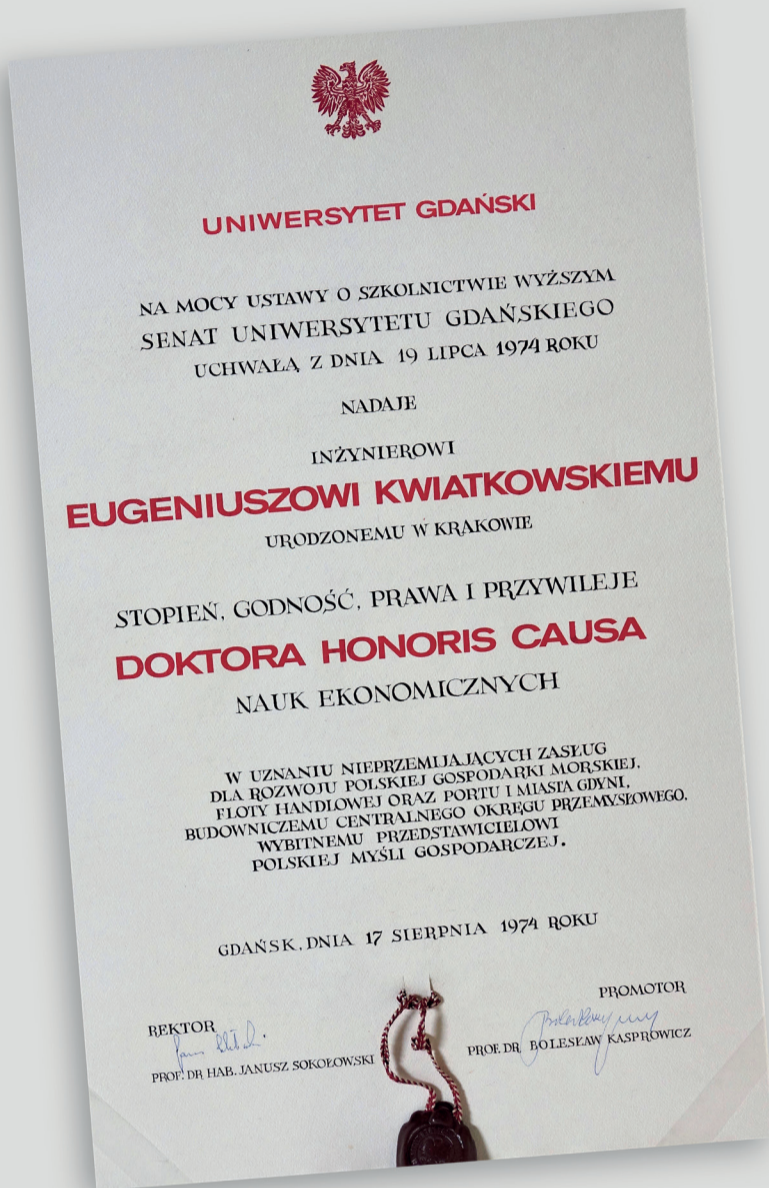 UNIWERSYTET GDAŃSKI
NA MOCY USTAWY O SZKOLNICTWIE WYŻSZYM
SENAT UNIWERSYTETU GDAŃSKIEGO
UCHWAŁĄ Z DNIA 19 LIPCA 1974 ROKU
NADAJE
INŻYNIEROWI
EUGENIUSZOWI KWIATKOWSKIEMU
URODZONEMU W KRAKOWIE
STOPIEŃ, GODNOŚĆ, PRAWA I PRZYWILEJE
DOKTORA HONORIS CAUSA
NAUK EKONOMICZNYCH
W UZNANIU NIEPRZEMIJAJĄCYCH ZASŁUG
DLA ROZWOJU POLSKIEJ GOSPODARKI MORSKIEJ,
FLOTY HANDLOWEJ ORAZ PORTU I MIASTA GDYNI,
BUDOWNICZEMU CENTRALNEGO OKRĘGU PRZEMYSŁOWEGO,
WYBITNEMU PRZEDSTAWICIELOWI
POLSKIEJ MYŚLI GOSPODARCZEJ.
GDAŃSK, DNIA 17 SIERPNIA 1974 ROKU
REKTOR
PROF. DR HAB. JANUSZ SOKOŁOWSKI
PROMOTOR
PROF. DR BOLESŁAW KASPROWICZ